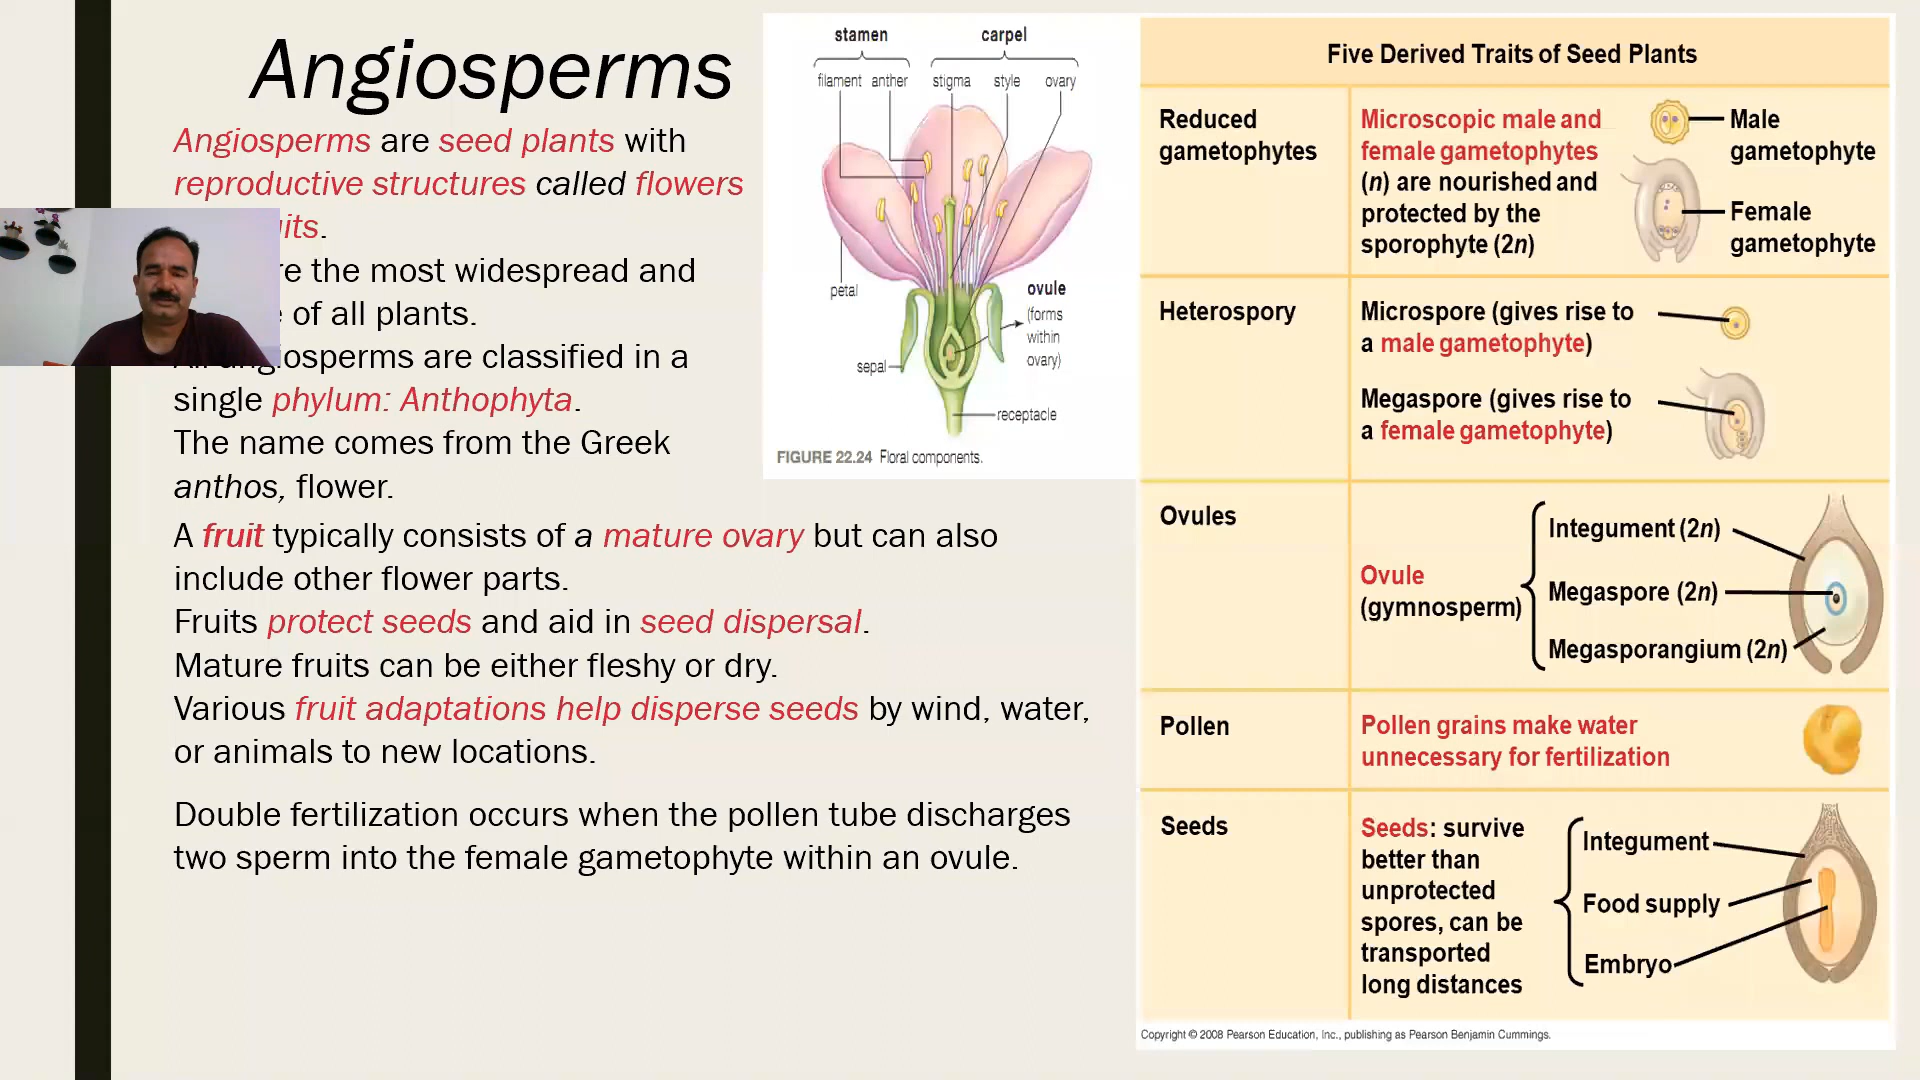 Angiosperms
Angiosperms are seed plants with
reproductive structures called flowers
its.
re the most widespread and
of all plants.
All angiosperms are classified in a
single phylum: Anthophyta.
The name comes from the Greek
anthos, flower.
A fruit typically consists of a mature ovary but can also
include other flower parts.
Fruits protect seeds and aid in seed dispersal.
Mature fruits can be either fleshy or dry.
Various fruit adaptations help disperse seeds by wind, water,
or animals to new locations.
Double fertilization occurs when the pollen tube discharges
two sperm into the female gametophyte within an ovule.
stamen carpel
filament anther stigma style ovary
petal
ovule
(forms
within
ovary)
sepal
receptacle
FIGURE 22.24 Floral components.
Five Derived Traits of Seed Plants
Reduced
gametophytes
Microscopic male and
female gametophytes
(n) are nourished and
protected by the
sporophyte (2n)
Male
gametophyte
Female
gametophyte
Heterospory
Microspore (gives rise to
a male gametophyte)
Megaspore (gives rise to
a female gametophyte)
Ovules
Ovule
(gymnosperm)
Integument (2n)
Megaspore (2n)
Megasporangium (2n)
Pollen
Pollen grains make water
unnecessary for fertilization
Seeds
Seeds: survive
better than
unprotected
spores, can be
transported
long distances
Integument
Food supply
Embryo
Copyright © 2008 Pearson Education, Inc., publishing as Pearson Benjamin Cummings.